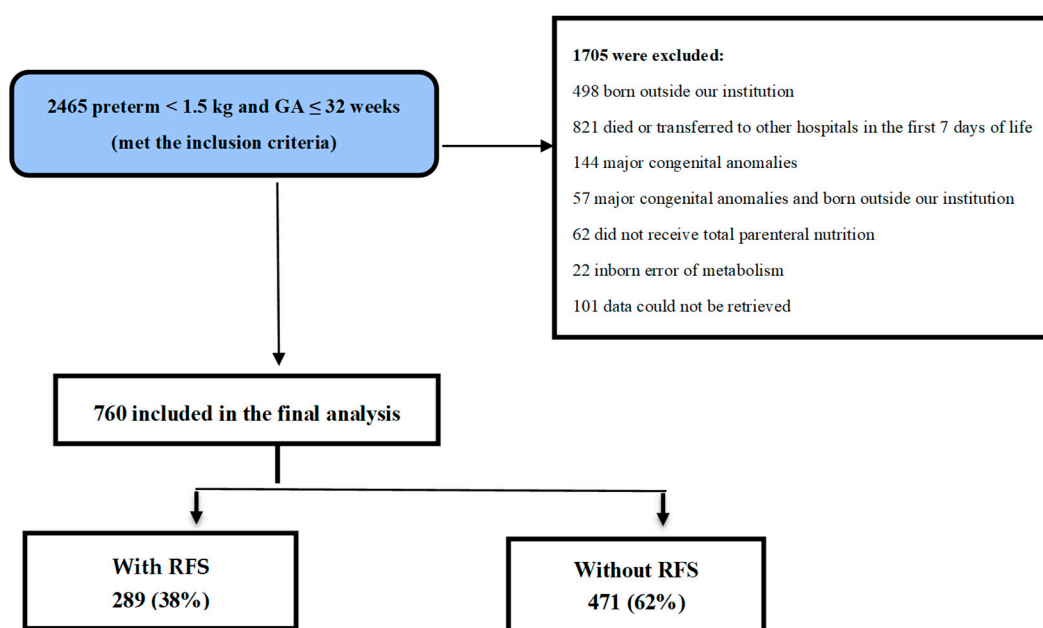 2465 preterm < 1.5 kg and GA ≤ 32 weeks
(met the inclusion criteria)
1705 were excluded:
498 born outside our institution
821 died or transferred to other hospitals in the first 7 days of life
144 major congenital anomalies
57 major congenital anomalies and born outside our institution
62 did not receive total parenteral nutrition
22 inborn error of metabolism
101 data could not be retrieved
760 included in the final analysis
With RFS
289 (38%)
Without RFS
471 (62%)